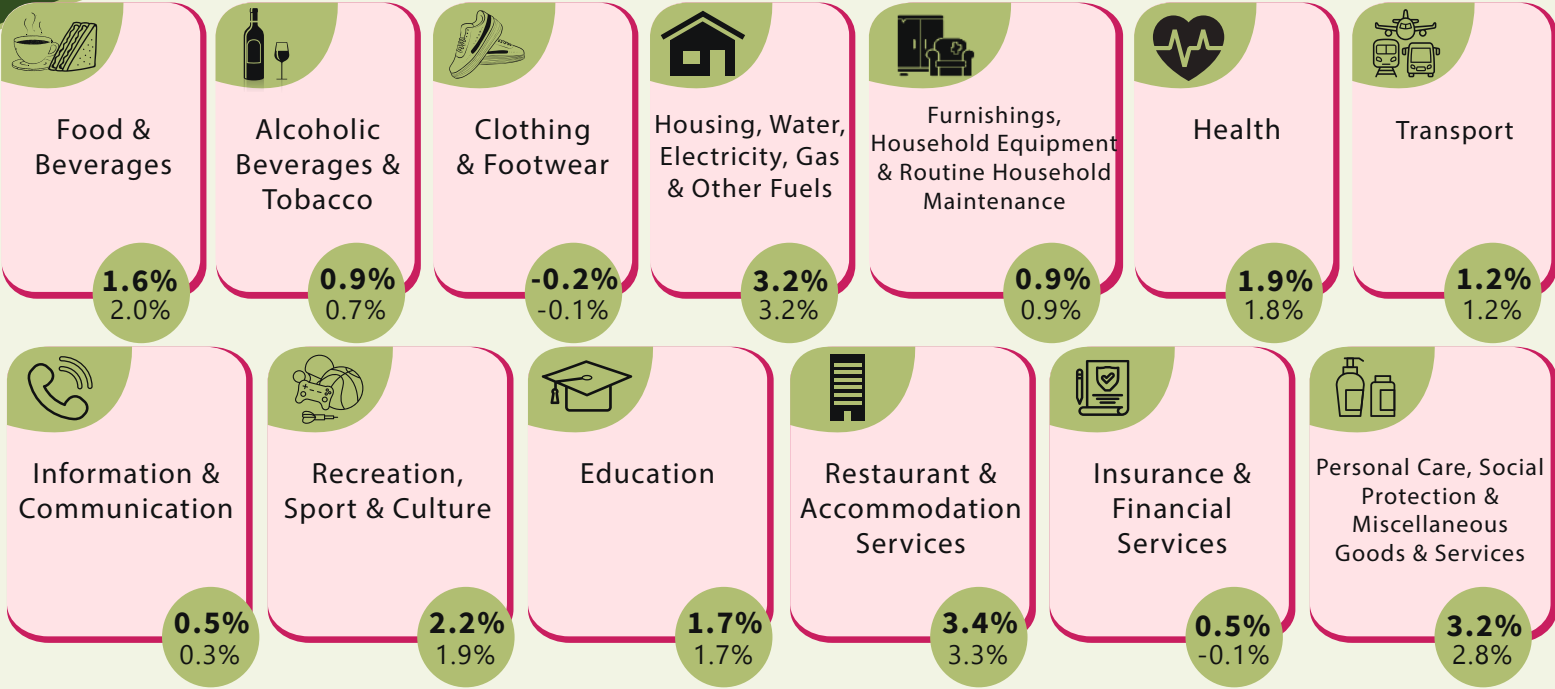 Food &
Beverages
1.6%
2.0%
Alcoholic
Beverages &
Tobacco
0.9%
0.7%
Clothing
& Footwear
-0.2%
-0.1%
Housing, Water,
Electricity, Gas
& Other Fuels
3.2%
3.2%
Furnishings,
Household Equipment
& Routine Household
Maintenance
0.9%
0.9%
Health
1.9%
1.8%
Transport
1.2%
1.2%
Information &
Communication
0.5%
0.3%
Recreation,
Sport & Culture
2.2%
1.9%
Education
1.7%
1.7%
Restaurant &
Accommodation
Services
3.4%
3.3%
Insurance &
Financial
Services
0.5%
-0.1%
Personal Care, Social
Protection &
Miscellaneous
Goods & Services
3.2%
2.8%